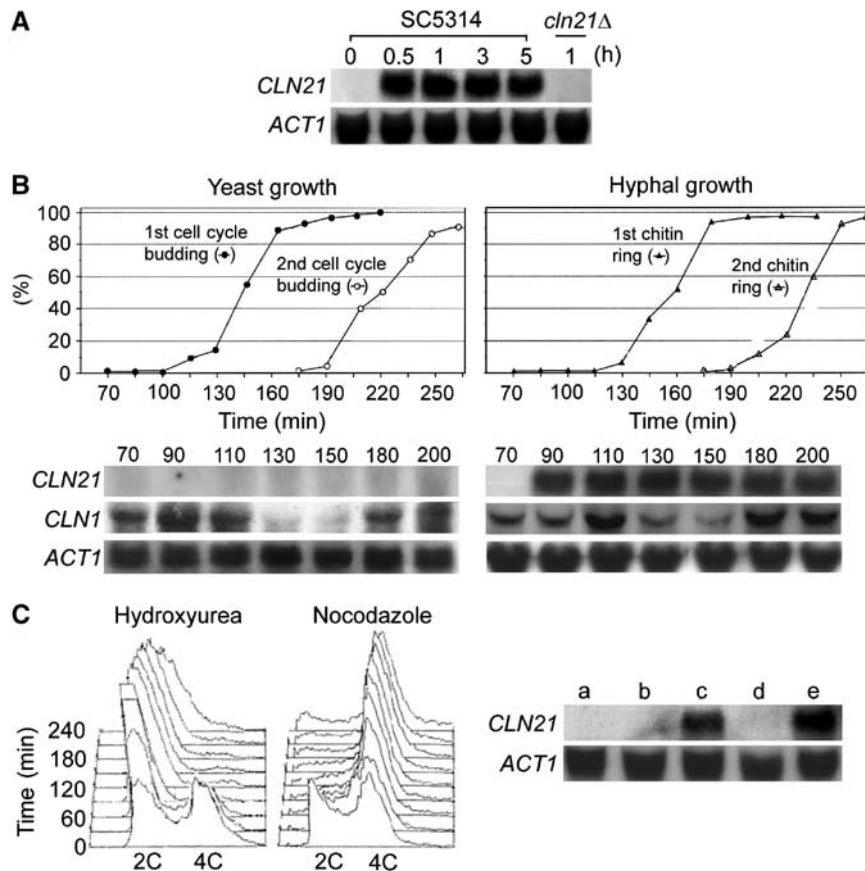 A
SC5314 cln21Δ
0 0.5 1 3 5 1 (h)
CLN21
ACT1
B
Yeast growth
100
80
60
40
20
0
(%)
1st cell cycle
budding (●)
2nd cell cycle
budding (○)
70 100 130 160 190 220 250
Time (min)
Hyphal growth
1st chitin
ring (▲)
2nd chitin
ring (△)
70 100 130 160 190 220 250
Time (min)
70 90 110 130 150 180 200
70 90 110 130 150 180 200
CLN21
CLN1
ACT1
C
Hydroxyurea Nocodazole
240
180
120
60
0
Time (min)
2C 4C 2C 4C
a b c d e
CLN21
ACT1